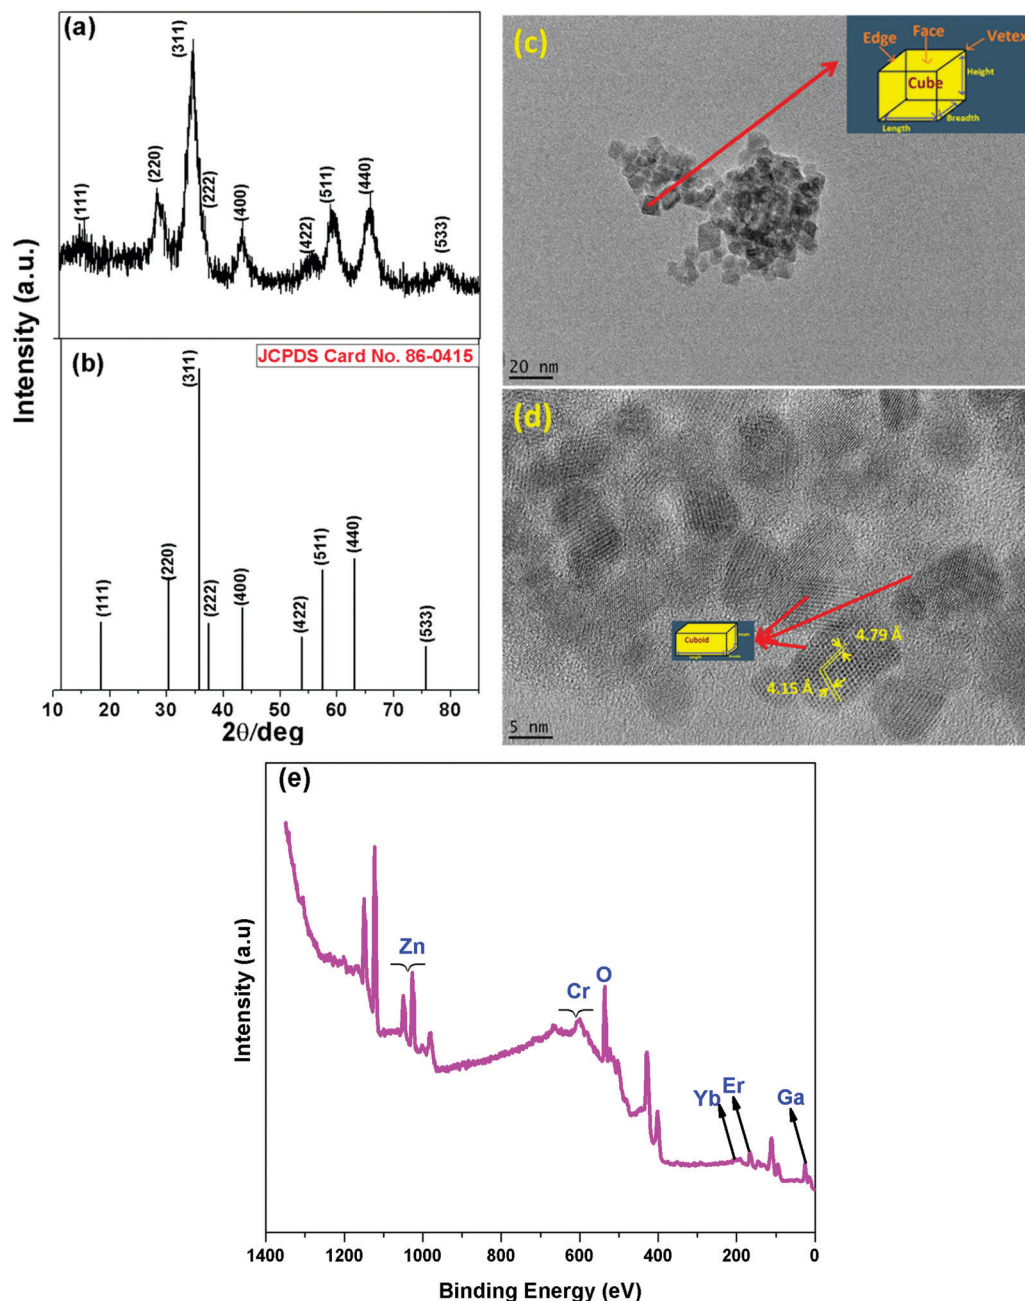 (a)
(111)
(220)
(311)
(222)
(400)
(422)
(511)
(440)
(533)
Intensity (a.u.)
(b)
JCPDS Card No. 86-0415
(111)
(220)
(311)
(222)
(400)
(422)
(511)
(440)
(533)
10 20 30 40 50 60 70 80
2θ/deg
(c)
Edge
Face
Vetex
Cube
Height
Breadth
Length
20 nm
(d)
Cuboid
Length
4.79 Å
4.15 Å
5 nm
(e)
Zn
Cr
O
Yb
Er
Ga
Intensity (a.u)
1400 1200 1000 800 600 400 200 0
Binding Energy (eV)